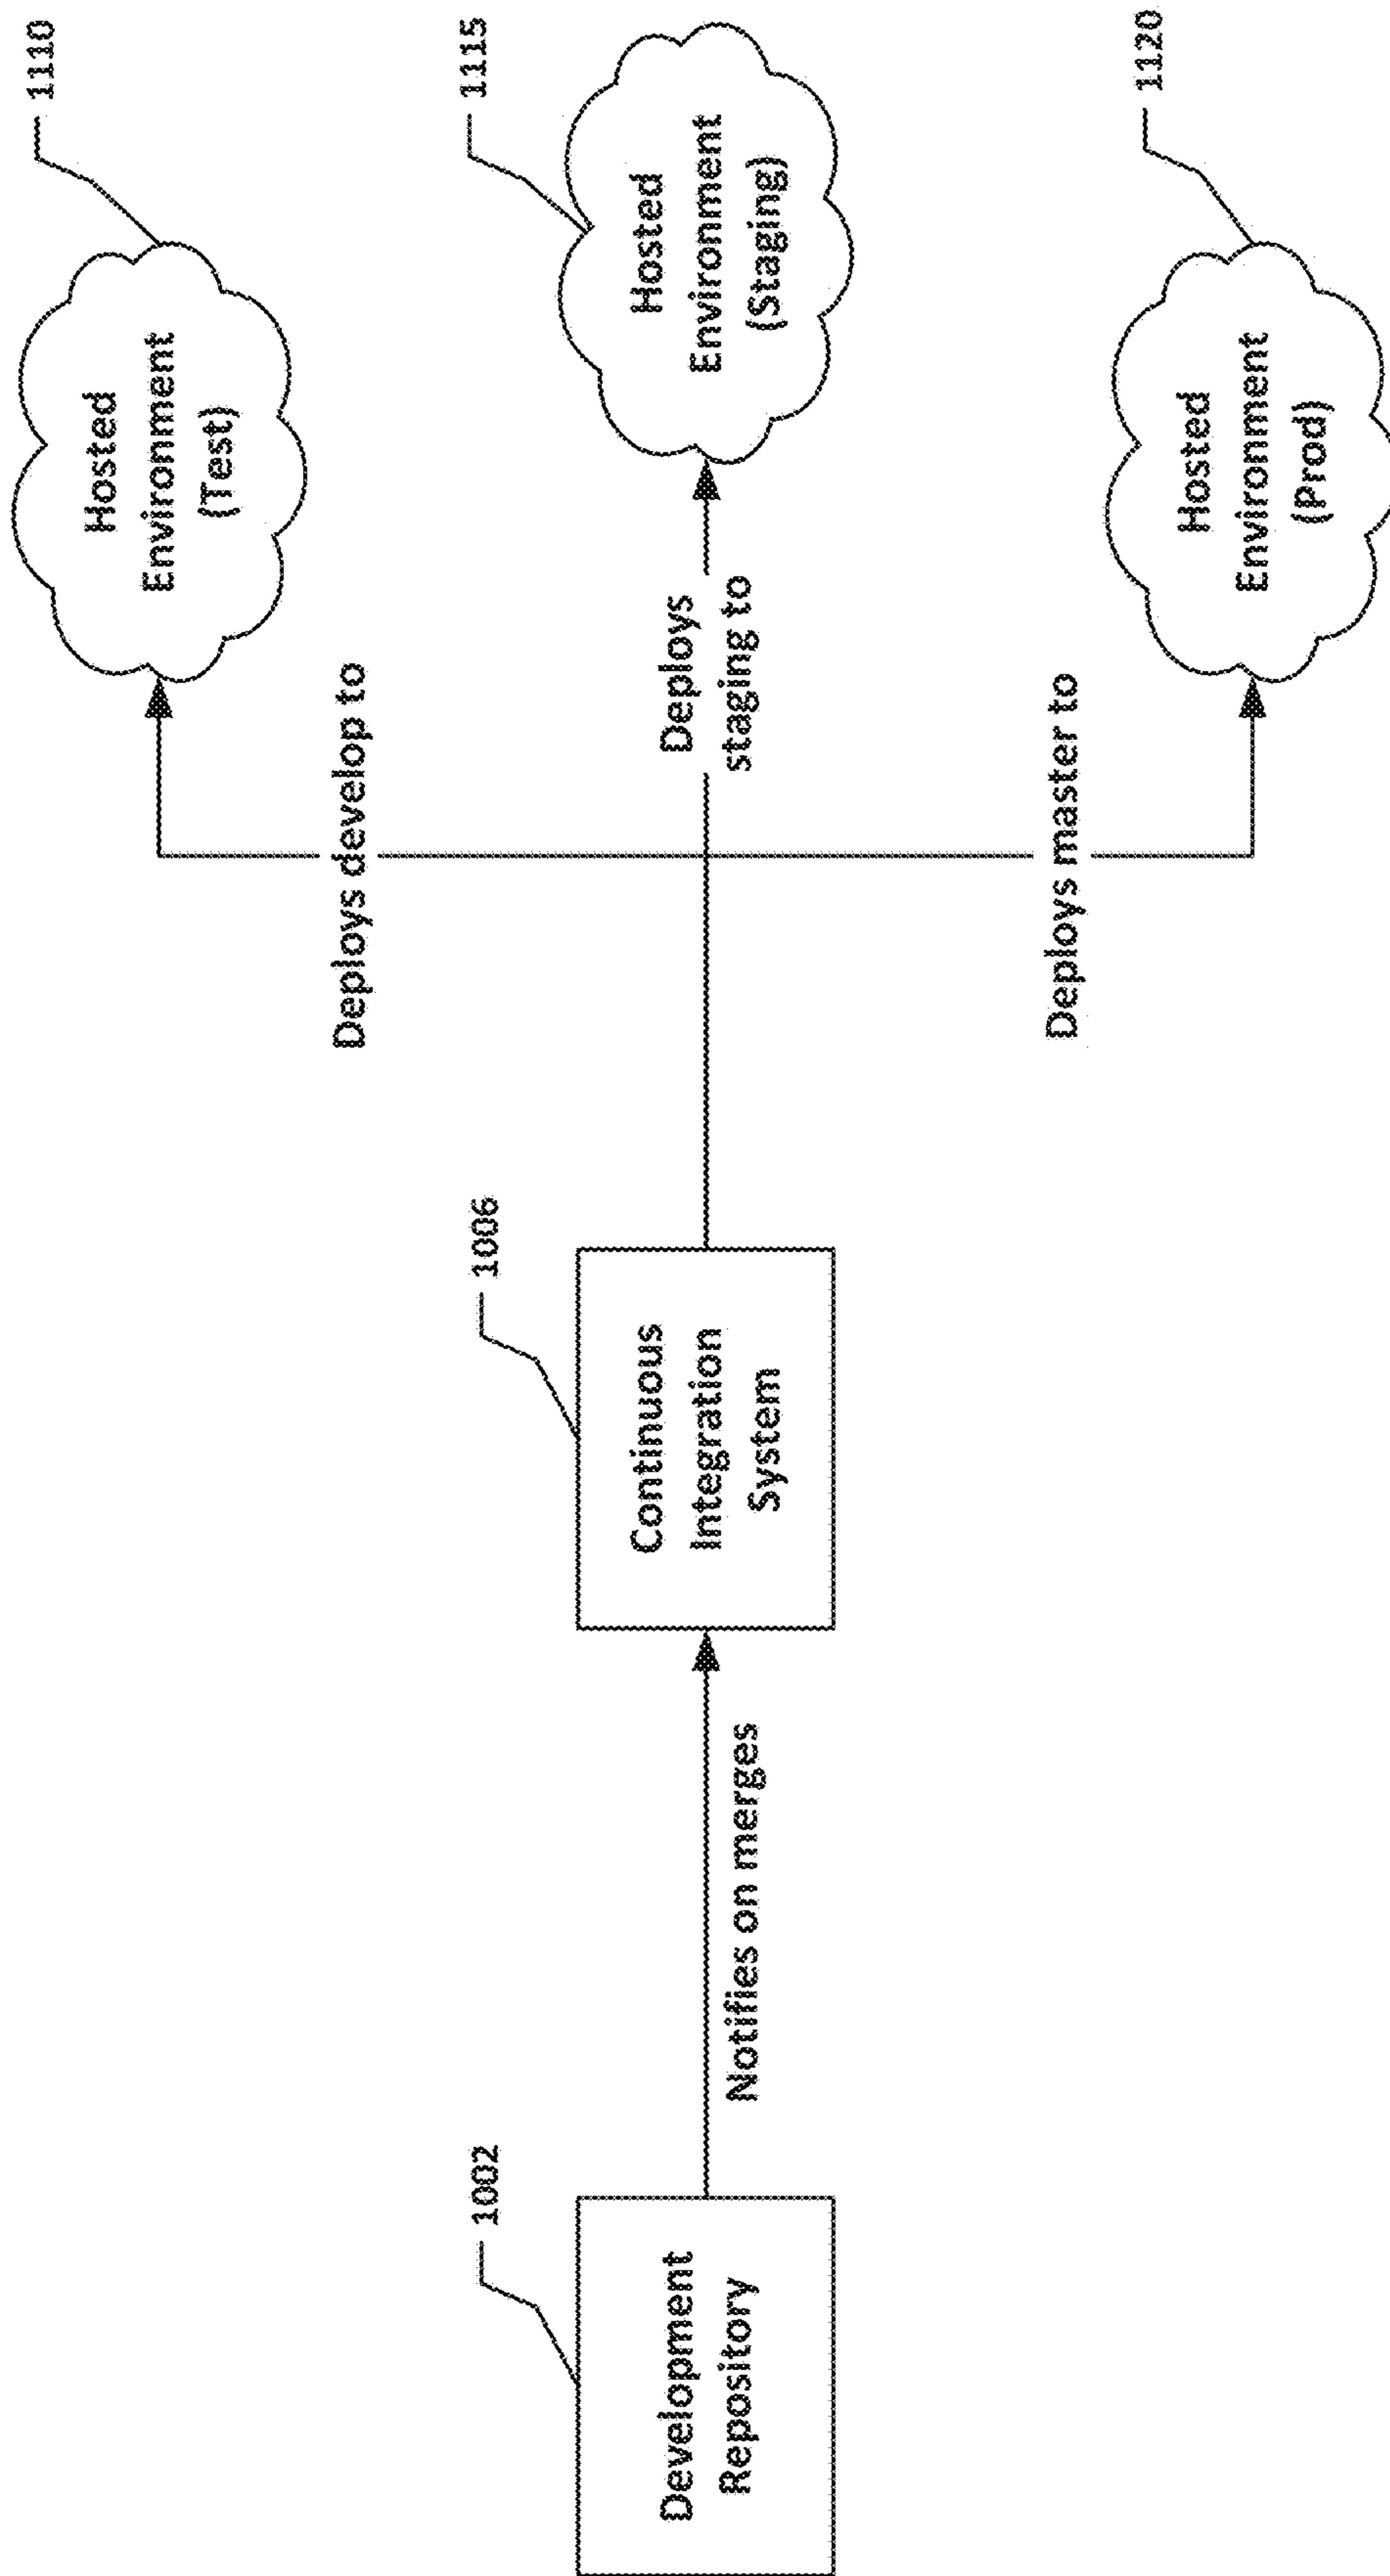 1002
Development
Repository
Notifies on merges
1006
Continuous
Integration
System
Deploys develop to
1110
Hosted
Environment
(Test)
Deploys
staging to
1115
Hosted
Environment
(Staging)
Deploys master to
1120
Hosted
Environment
(Prod)